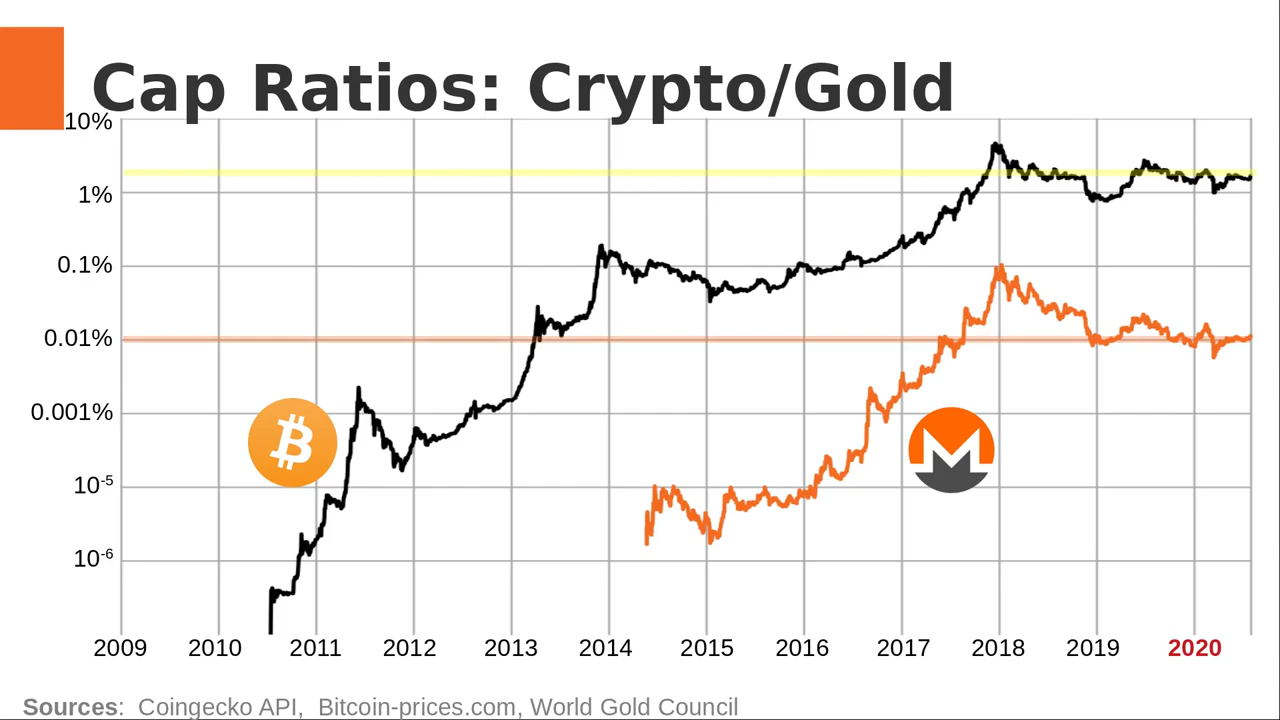 Cap Ratios: Crypto/Gold
10%
1%
0.1%
0.01%
0.001%
10-5
10-6
2009 2010 2011 2012 2013 2014 2015 2016 2017 2018 2019 2020
Sources: Coingecko API, Bitcoin-prices.com, World Gold Council